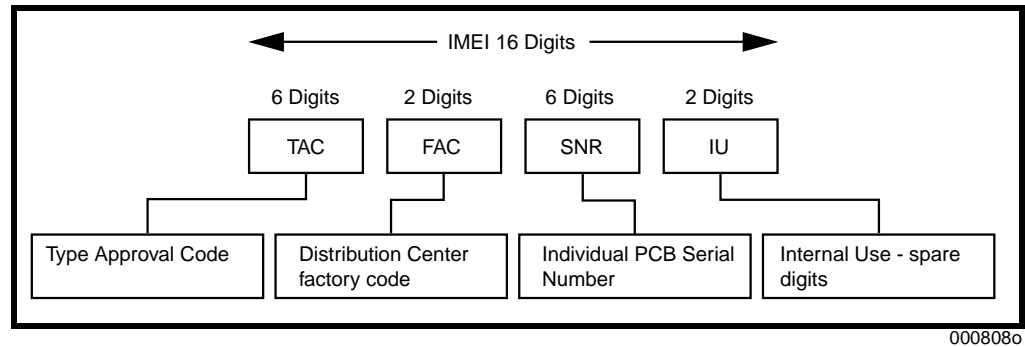 IMEI 16 Digits
6 Digits 2 Digits 6 Digits 2 Digits
TAC FAC SNR IU
Type Approval Code
Distribution Center
factory code
Individual PCB Serial
Number
Internal Use - spare
digits
000808o